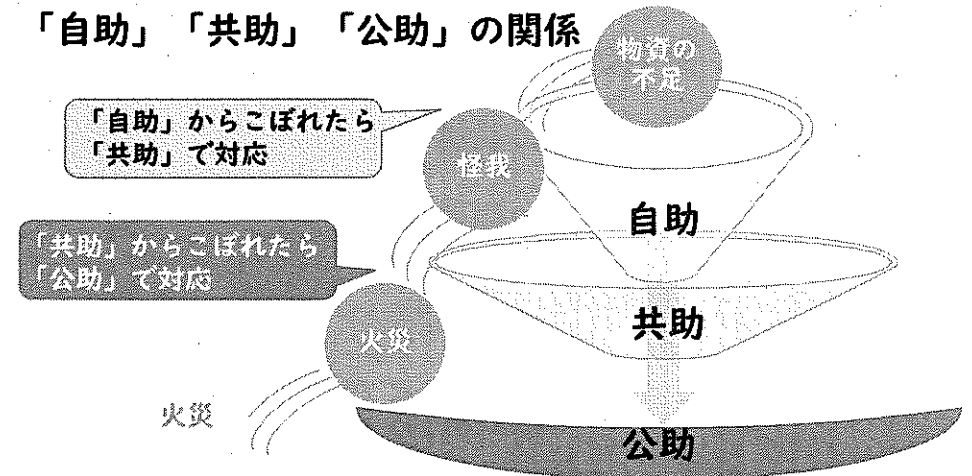 「自助」「共助」「公助」の関係
物資の
不足
「自助」からこぼれたら
「共助」で対応
怪我
自助
「共助」からこぼれたら
「公助」で対応
共助
火災
火災
公助